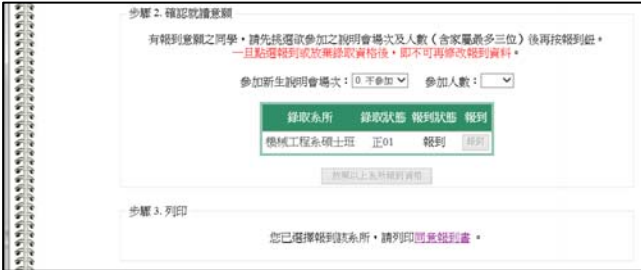 步驟 2. 確認就讀意願
有報到意願之同學，請先挑選欲參加之說明會場次及人數（含家屬最多三位）後再按報到鈕。
一旦點選報到或放棄錄取資格後，即不可再修改報到資料。
參加新生說明會場次： 0. 不參加 參加人數：
錄取系所 錄取狀態 報到狀態 報到
機械工程系碩士班 正01 報到 報到
放棄以上系所報到資格
步驟 3. 列印
您已選擇報到該系所，請列印同意報到書 。